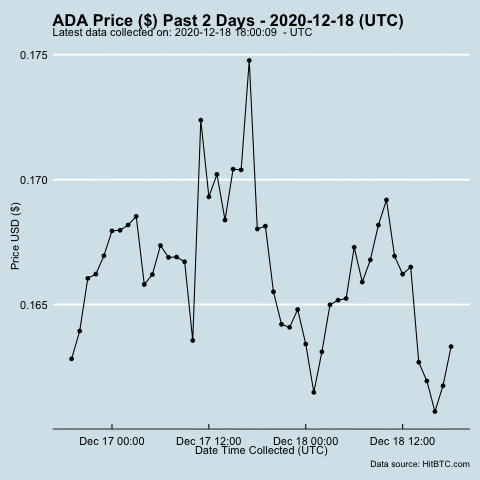 ADA Price ($) Past 2 Days - 2020-12-18 (UTC)
Latest data collected on: 2020-12-18 18:00:09 - UTC
0.175
0.170
0.165
Price USD ($)
Dec 17 00:00 Dec 17 12:00 Dec 18 00:00 Dec 18 12:00
Date Time Collected (UTC)
Data source: HitBTC.com